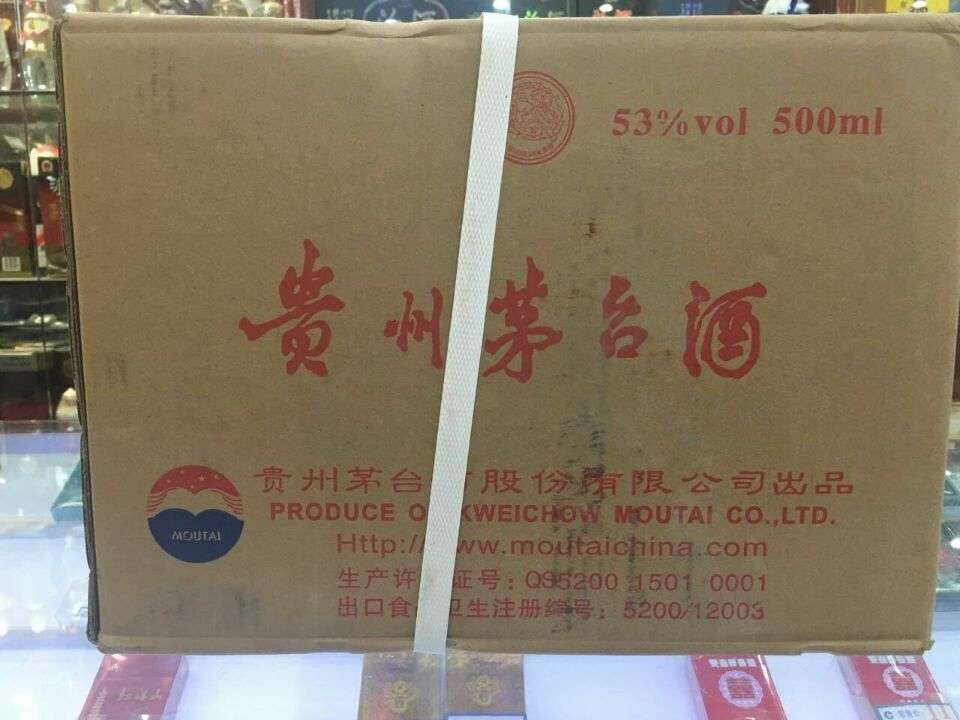 53%vol 500ml
贵州茅台酒
MOUTAI
贵州茅台 股份有限公司出品
PRODUCE O KWEICHOW MOUTAI CO.,LTD.
Http:/ www.moutaichina.com
生产许 证号: QS5200 1501 0001
出口食 卫生注册编号: 5200/12003